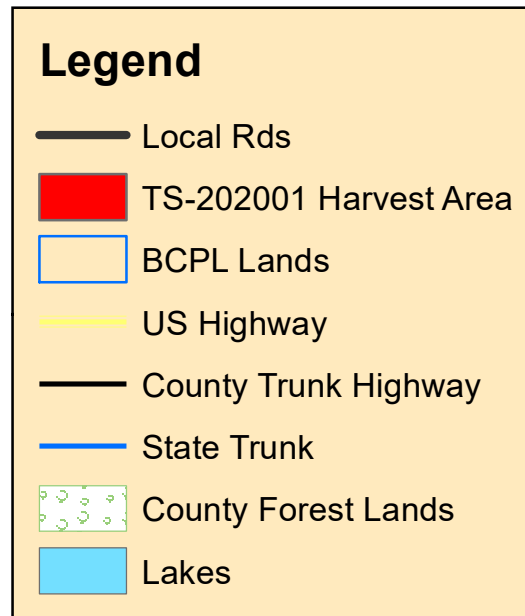 Legend
Local Rds
TS-202001 Harvest Area
BCPL Lands
US Highway
County Trunk Highway
State Trunk
County Forest Lands
Lakes